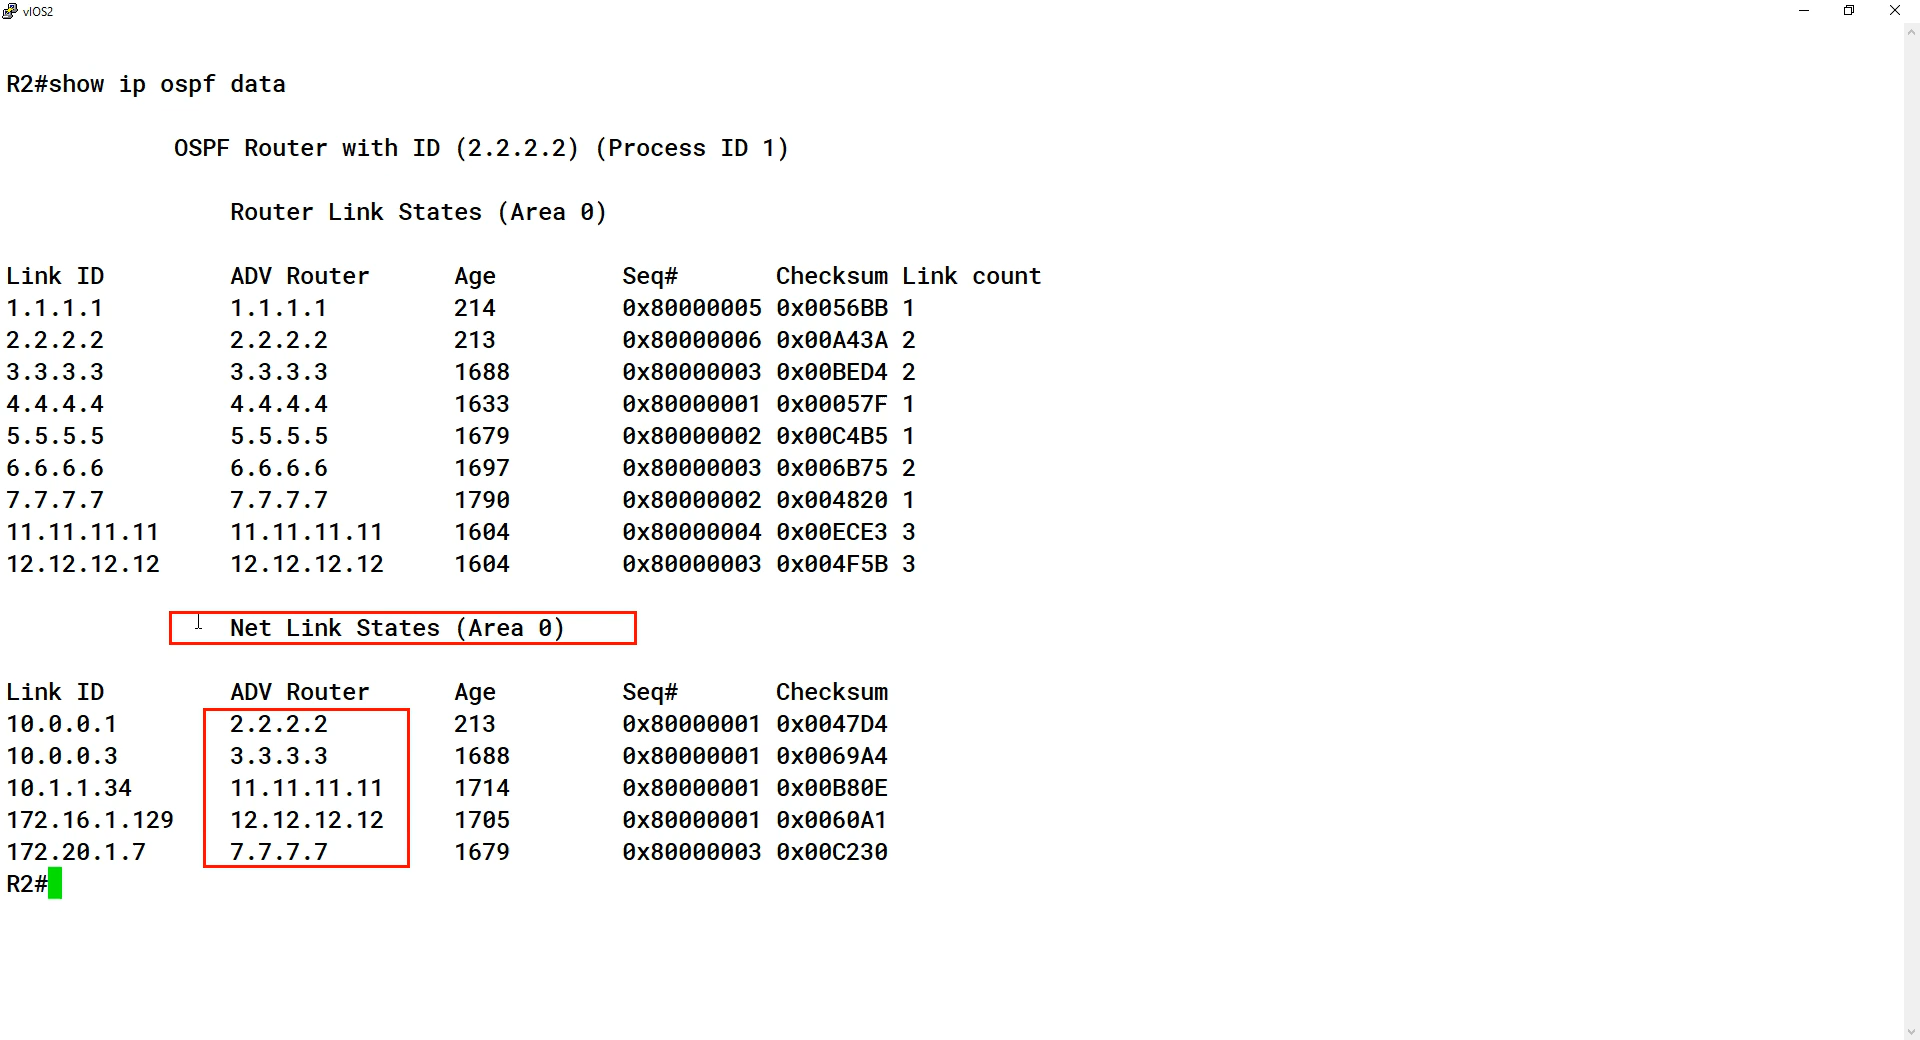 vIOS2
R2#show ip ospf data
OSPF Router with ID (2.2.2.2) (Process ID 1)
Router Link States (Area 0)
Link ID ADV Router Age Seq# Checksum Link count
1.1.1.1 1.1.1.1 214 0x80000005 0x0056BB 1
2.2.2.2 2.2.2.2 213 0x80000006 0x00A43A 2
3.3.3.3 3.3.3.3 1688 0x80000003 0x00BED4 2
4.4.4.4 4.4.4.4 1633 0x80000001 0x00057F 1
5.5.5.5 5.5.5.5 1679 0x80000002 0x00C4B5 1
6.6.6.6 6.6.6.6 1697 0x80000003 0x006B75 2
7.7.7.7 7.7.7.7 1790 0x80000002 0x004820 1
11.11.11.11 11.11.11.11 1604 0x80000004 0x00ECE3 3
12.12.12.12 12.12.12.12 1604 0x80000003 0x004F5B 3
Net Link States (Area 0)
Link ID ADV Router Age Seq# Checksum
10.0.0.1 2.2.2.2 213 0x80000001 0x0047D4
10.0.0.3 3.3.3.3 1688 0x80000001 0x0069A4
10.1.1.34 11.11.11.11 1714 0x80000001 0x00B80E
172.16.1.129 12.12.12.12 1705 0x80000001 0x0060A1
172.20.1.7 7.7.7.7 1679 0x80000003 0x00C230
R2#